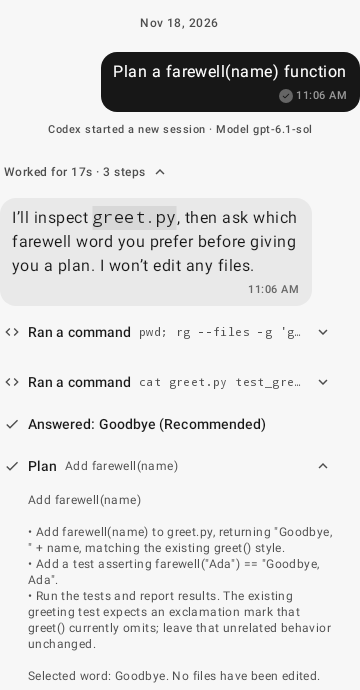 Nov 18, 2026
Plan a farewell(name) function
11:06 AM
Codex started a new session · Model gpt-6.1-sol
Worked for 17s · 3 steps
I'll inspect greet.py, then ask which
farewell word you prefer before giving
you a plan. I won't edit any files.
11:06 AM
Ran a command pwd; rg --files -g 'g…
Ran a command cat greet.py test_gre…
Answered: Goodbye (Recommended)
Plan Add farewell(name)
Add farewell(name)
• Add farewell(name) to greet.py, returning "Goodbye,
" + name, matching the existing greet() style.
• Add a test asserting farewell("Ada") == "Goodbye,
Ada".
• Run the tests and report results. The existing
greeting test expects an exclamation mark that
greet() currently omits; leave that unrelated behavior
unchanged.
Selected word: Goodbye. No files have been edited.